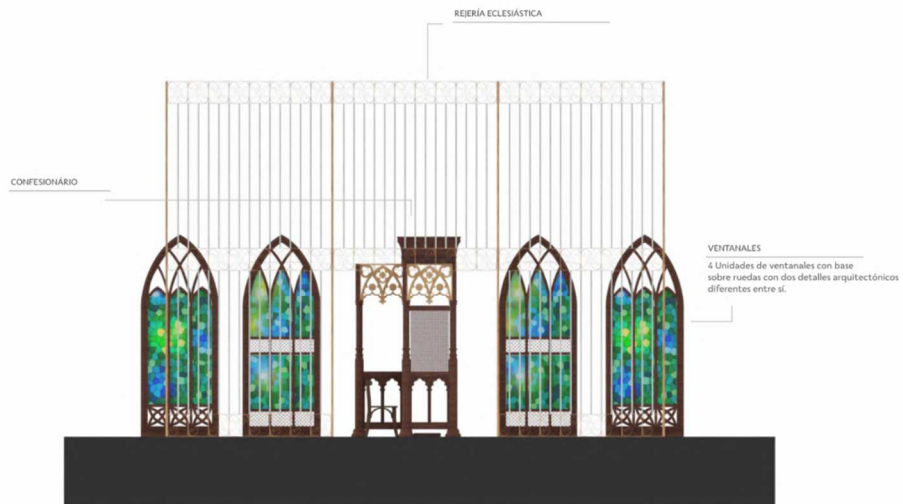 REJERÍA ECLESIÁSTICA
CONFESIONÁRIO
VENTANALES
4 Unidades de ventanales con base
sobre ruedas con dos detalles arquitectónicos
diferentes entre sí.